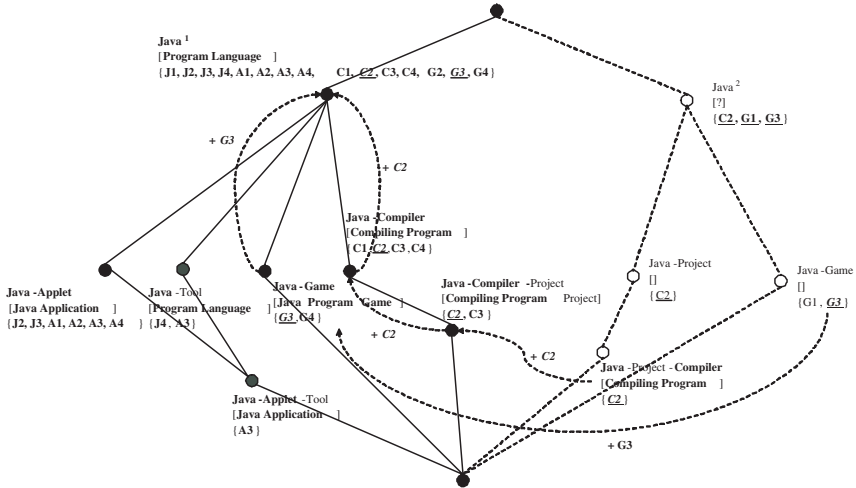 Java 1
[Program Language ]
{J1, J2, J3, J4, A1, A2, A3, A4, C1, C2, C3, C4, G2, G3, G4}
Java 2
[?]
{C2, G1, G3}
+ G3
+ C2
Java -Compiler
[Compiling Program ]
{C1, C2, C3, C4}
Java -Applet
[Java Application ]
{J2, J3, A1, A2, A3, A4 }
Java -Tool
[Program Language ]
{J4, A3}
Java -Game
[Java Program Game ]
{G3, G4}
Java -Compiler -Project
[Compiling Program Project]
{C2, C3}
Java -Project
[]
{C2}
Java -Game
[]
{G1, G3}
+ C2
+ C2
Java -Project -Compiler
[Compiling Program ]
{C2}
Java -Applet -Tool
[Java Application ]
{A3}
+ G3